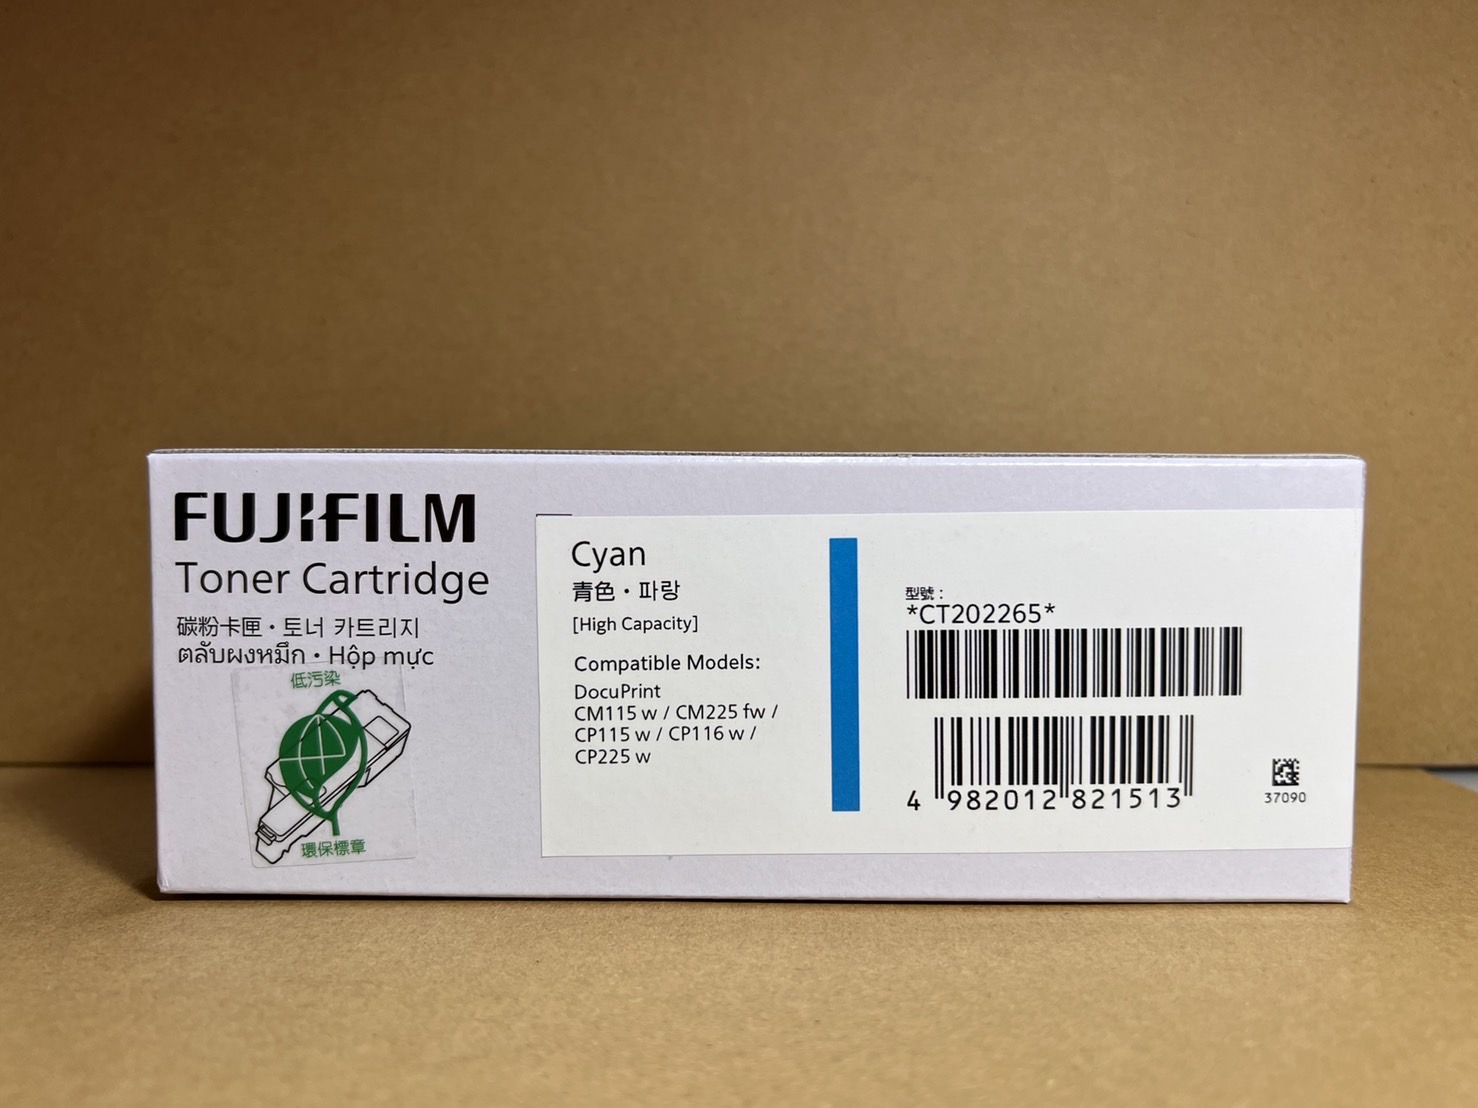 FUJIFILM
Toner Cartridge
碳粉卡匣・토너 카트리지
ตลับผงหมึก・Hộp mực
低污染
環保標章
Cyan
青色・파랑
[High Capacity]
Compatible Models:
DocuPrint
CM115 w / CM225 fw /
CP115 w / CP116 w /
CP225 w
型號：
*CT202265*
4 982012 821513
37090